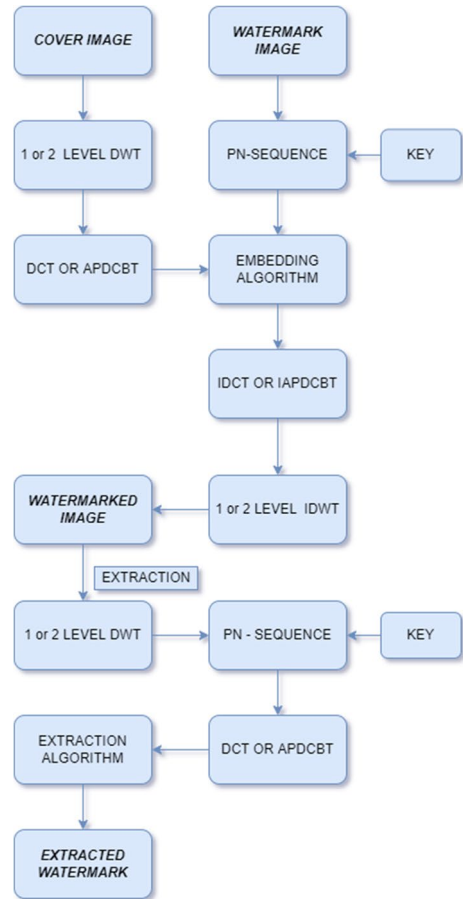 COVER IMAGE
WATERMARK
IMAGE
1 or 2 LEVEL DWT
PN-SEQUENCE
KEY
DCT OR APDCBT
EMBEDDING
ALGORITHM
IDCT OR IAPDCBT
WATERMARKED
IMAGE
1 or 2 LEVEL IDWT
EXTRACTION
1 or 2 LEVEL DWT
PN - SEQUENCE
KEY
EXTRACTION
ALGORITHM
DCT OR APDCBT
EXTRACTED
WATERMARK